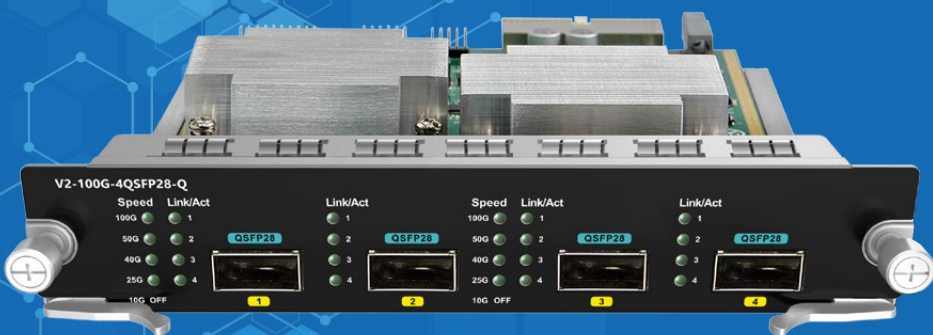 V2-100G-4QSFP28-Q
Speed Link/Act Link/Act Speed Link/Act Link/Act
100G 1 1 100G 1 1
50G 2 QSFP28 2 QSFP28 50G 2 QSFP28 2 QSFP28
40G 3 3 40G 3 3
25G 4 4 25G 4 4
10G OFF 1 2 10G OFF 3 4